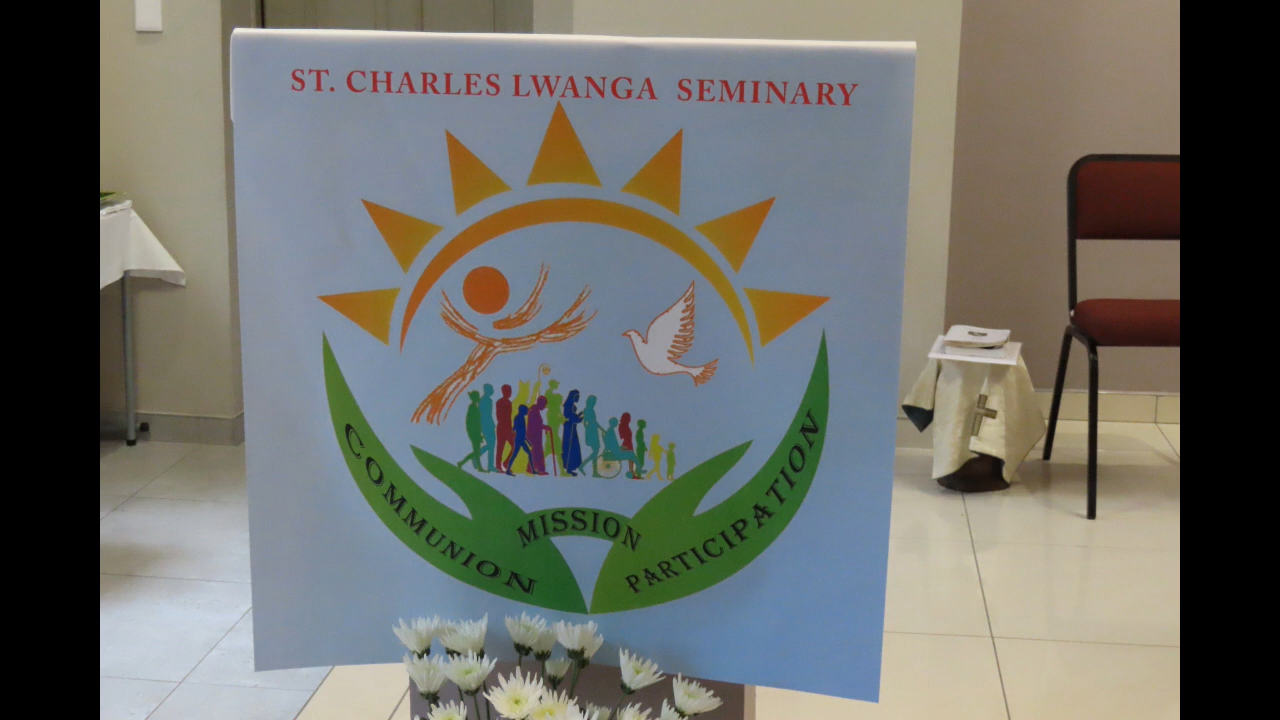 ST. CHARLES LWANGA SEMINARY
COMMUNION
MISSION
PARTICIPATION